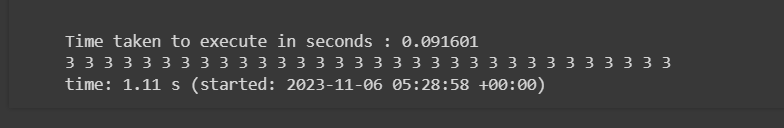 Time taken to execute in seconds : 0.091601
3 3 3 3 3 3 3 3 3 3 3 3 3 3 3 3 3 3 3 3 3 3 3 3 3 3 3 3 3 3 3 3
time: 1.11 s (started: 2023-11-06 05:28:58 +00:00)